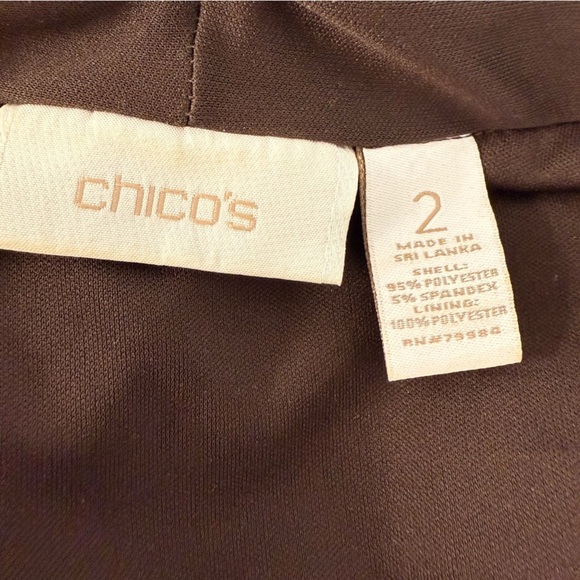 chico's
2
MADE IN
SRI LANKA
SHELL:
95% POLYESTER
5% SPANDEX
LINING:
100% POLYESTER
RN#79984